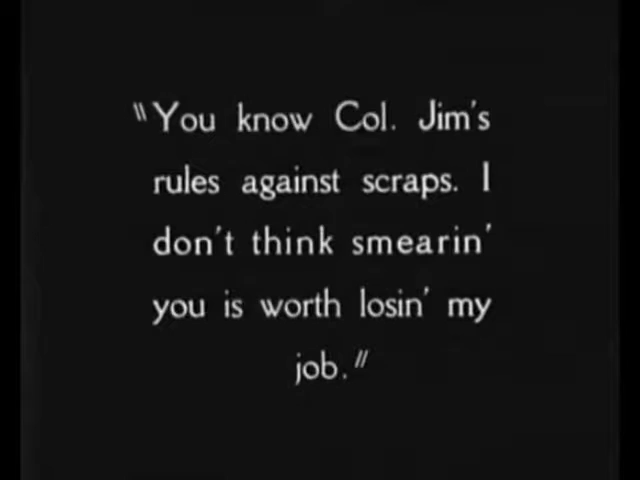 "You know Col. Jim's
rules against scraps. I
don't think smearin'
you is worth losin' my
job."